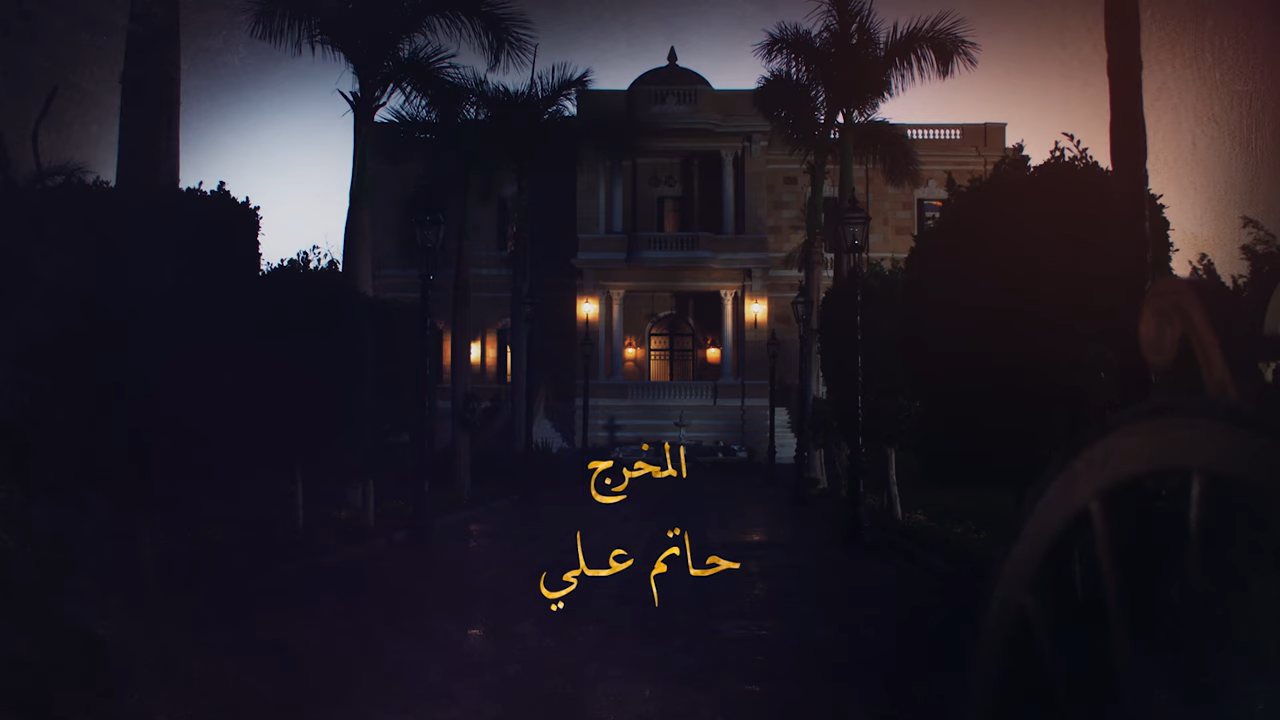 المخرج
حاتم علي